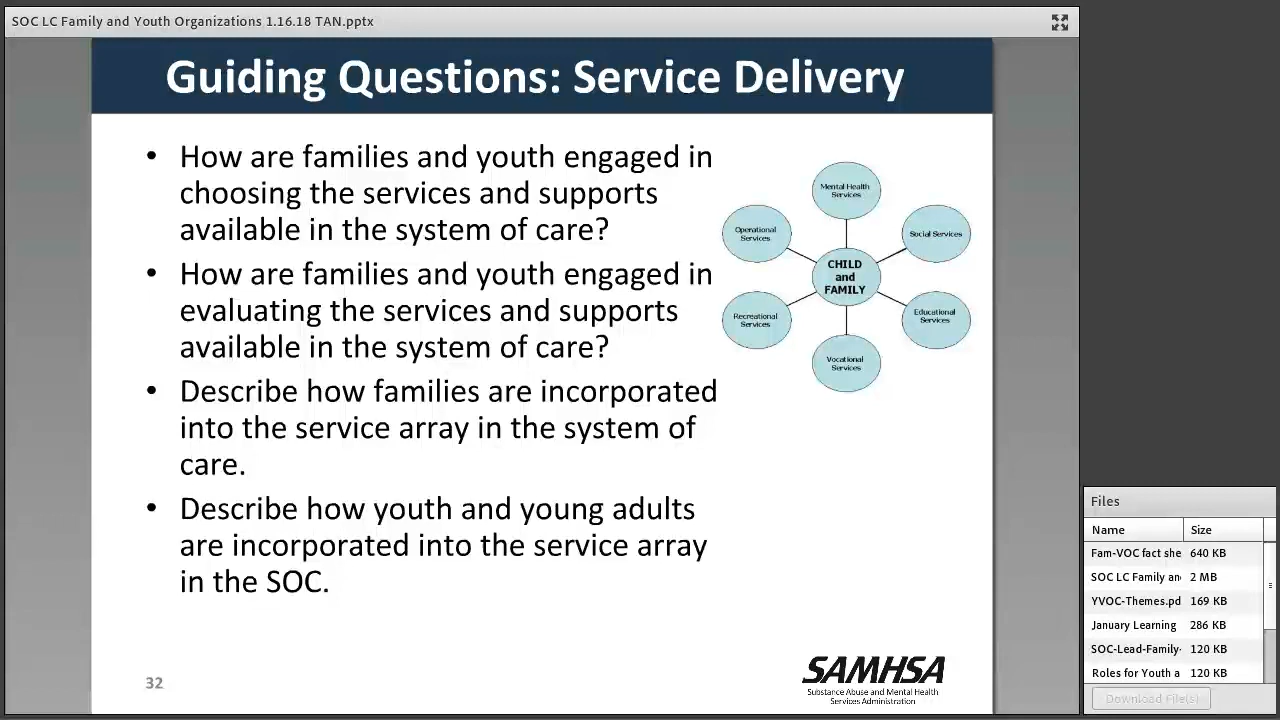 SOC LC Family and Youth Organizations 1.16.18 TAN.pptx
Guiding Questions: Service Delivery
• How are families and youth engaged in
choosing the services and supports
available in the system of care?
• How are families and youth engaged in
evaluating the services and supports
available in the system of care?
• Describe how families are incorporated
into the service array in the system of
care.
• Describe how youth and young adults
are incorporated into the service array
in the SOC.
Mental Health
Services
Operational
Services
Social Services
CHILD
and
FAMILY
Recreational
Services
Educational
Services
Vocational
Services
32
SAMHSA
Substance Abuse and Mental Health
Services Administration
Files
Name Size
Fam-VOC fact she 640 KB
SOC LC Family an 2 MB
YVOC-Themes.pd 169 KB
January Learning 286 KB
SOC-Lead-Family- 120 KB
Roles for Youth a 120 KB
Download File(s)